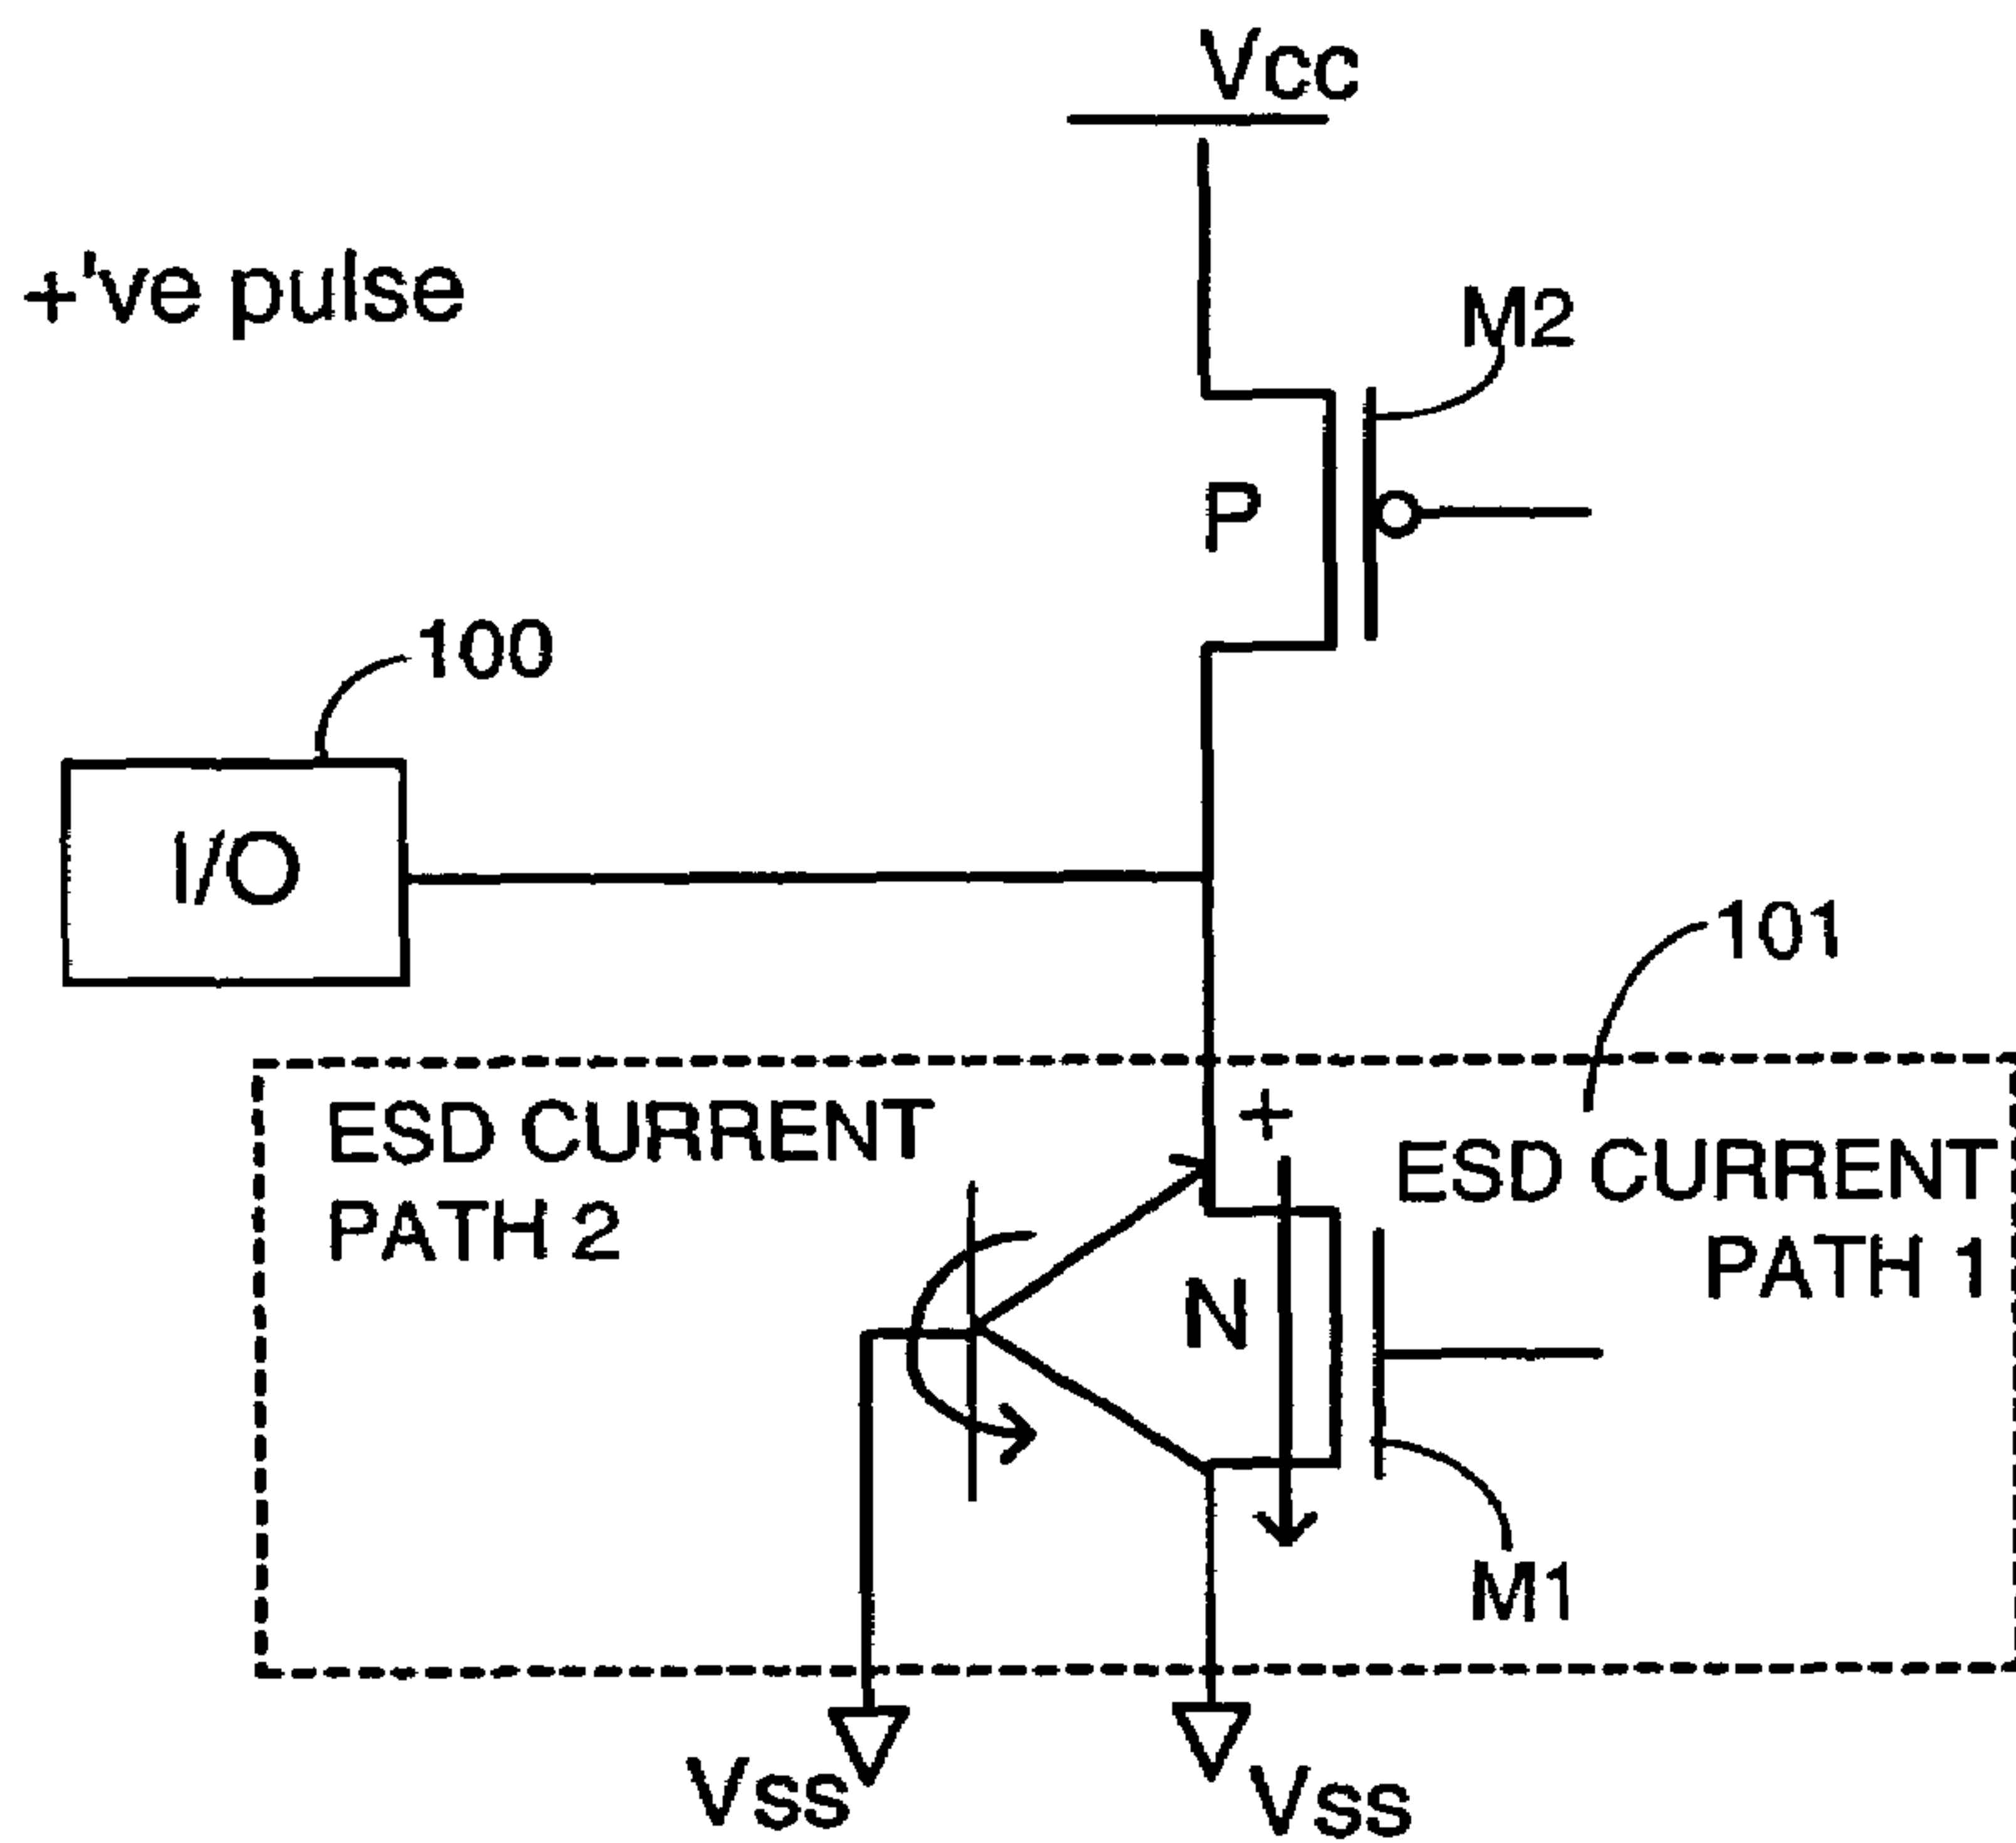 Vcc
+'ve pulse
M2
P
100
I/O
101
+
ESD CURRENT
PATH 2
ESD CURRENT
PATH 1
N
M1
Vss
Vss